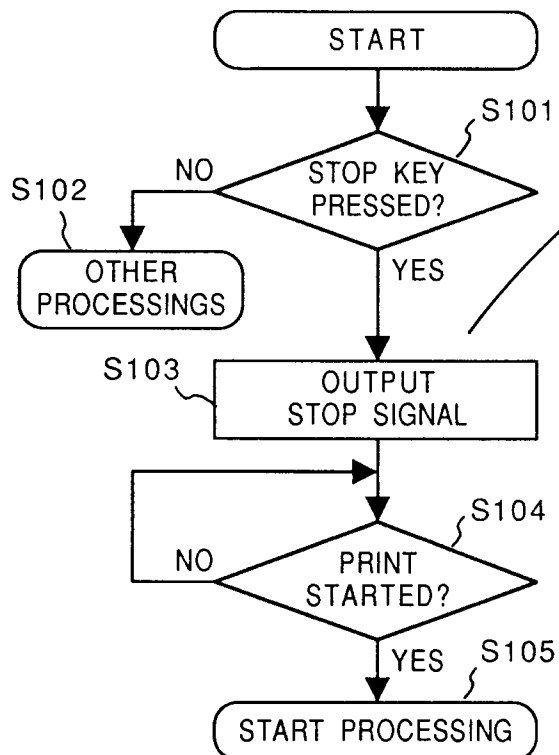 START
S101
STOP KEY
PRESSED?
NO
YES
S102
OTHER
PROCESSINGS
S103
OUTPUT
STOP SIGNAL
S104
PRINT
STARTED?
NO
YES
S105
START PROCESSING